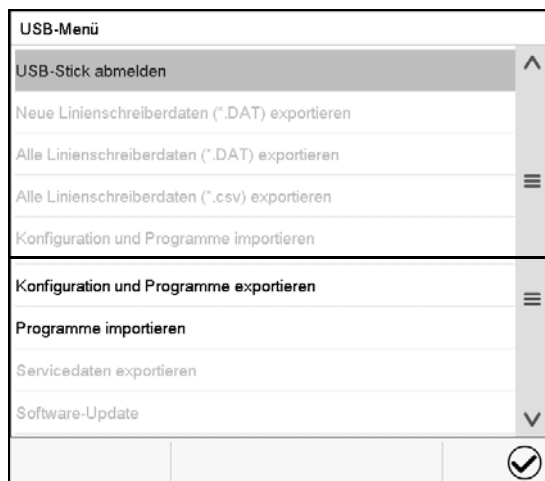 USB-Menü
USB-Stick abmelden
Neue Linienschreiberdaten (*.DAT) exportieren
Alle Linienschreiberdaten (*.DAT) exportieren
Alle Linienschreiberdaten (*.csv) exportieren
Konfiguration und Programme importieren
Konfiguration und Programme exportieren
Programme importieren
Servicedaten exportieren
Software-Update